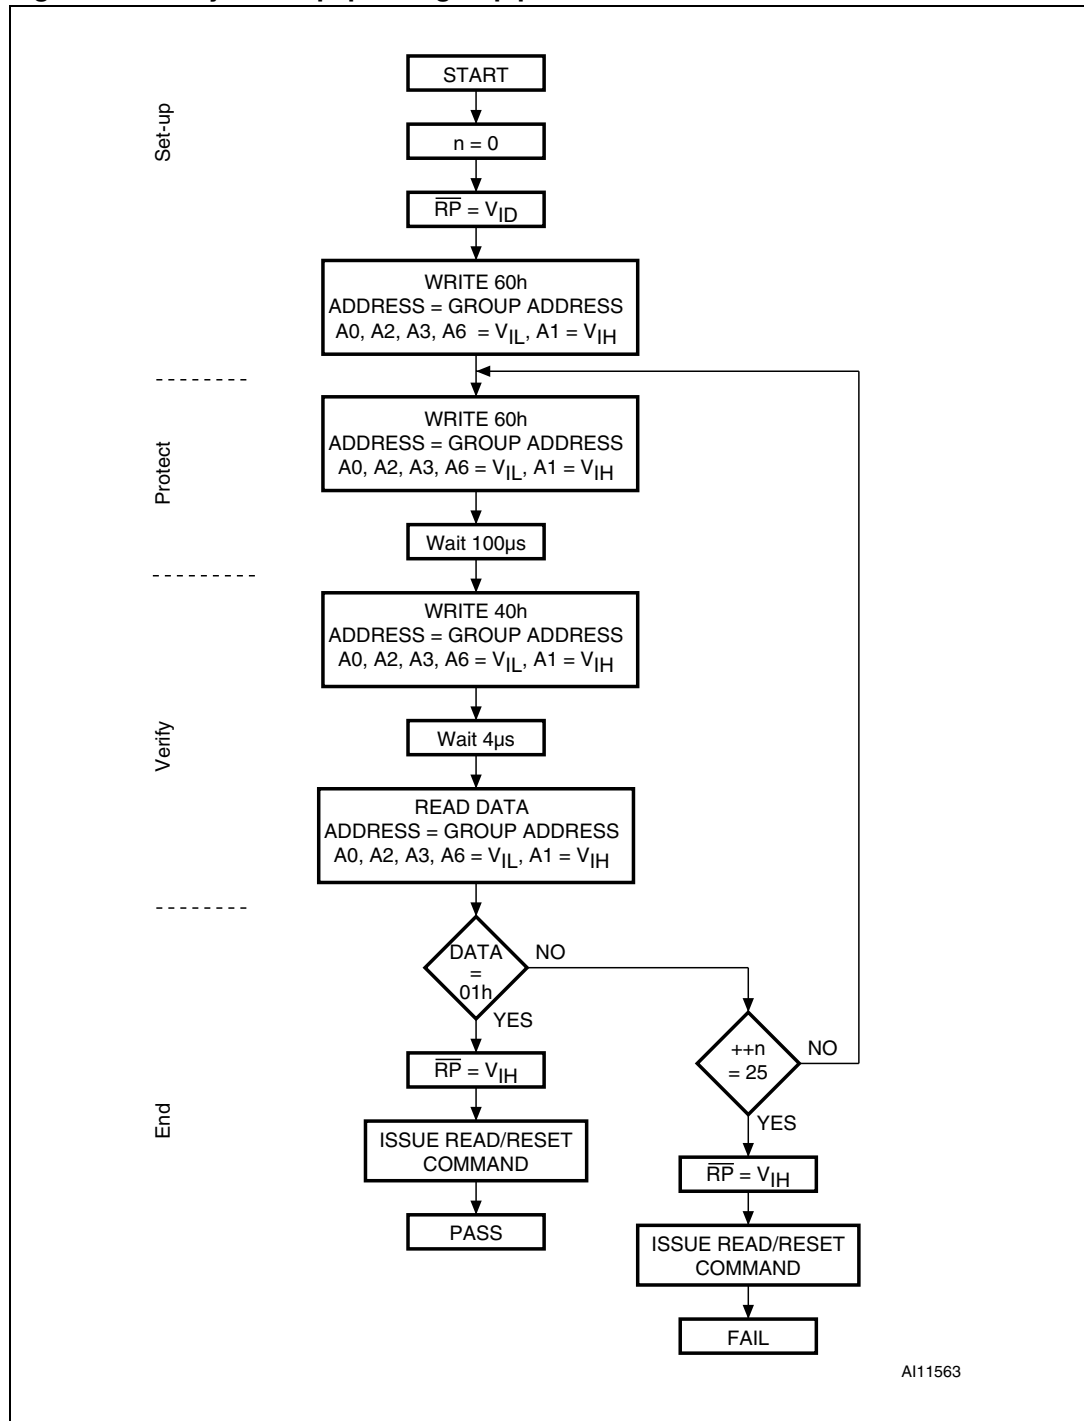 START
Set-up
n = 0
R̅P̅ = VID
WRITE 60h
ADDRESS = GROUP ADDRESS
A0, A2, A3, A6 = VIL, A1 = VIH
Protect
WRITE 60h
ADDRESS = GROUP ADDRESS
A0, A2, A3, A6 = VIL, A1 = VIH
Wait 100µs
WRITE 40h
ADDRESS = GROUP ADDRESS
A0, A2, A3, A6 = VIL, A1 = VIH
Verify
Wait 4µs
READ DATA
ADDRESS = GROUP ADDRESS
A0, A2, A3, A6 = VIL, A1 = VIH
DATA
=
01h
NO
YES
++n
= 25
NO
YES
End
R̅P̅ = VIH
ISSUE READ/RESET
COMMAND
PASS
R̅P̅ = VIH
ISSUE READ/RESET
COMMAND
FAIL
AI11563